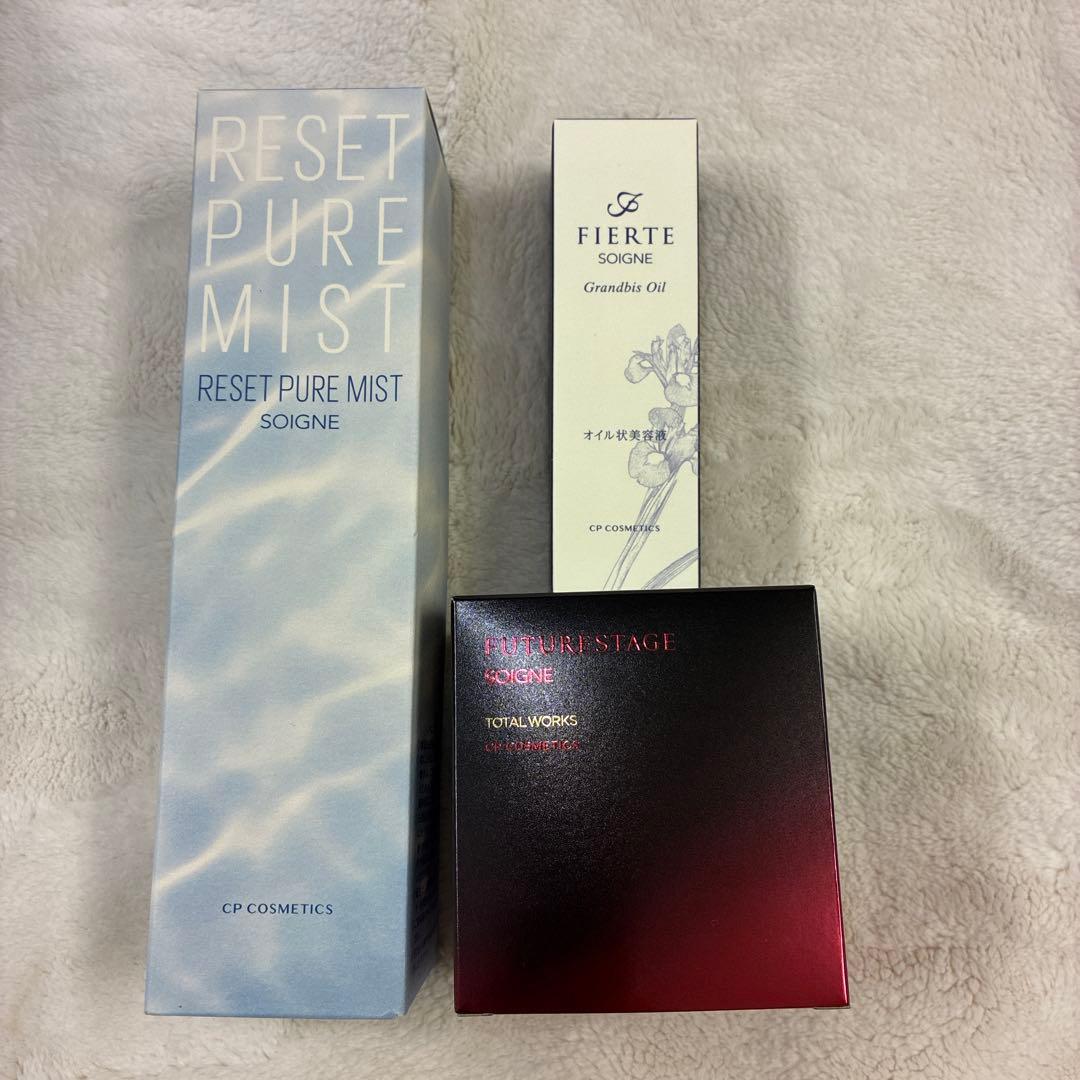 RESET
PURE
MIST
RESET PURE MIST
SOIGNE
CP COSMETICS
FIERTE
SOIGNE
Grandbis Oil
オイル状美容液
CP COSMETICS
FUTURESTAGE
SOIGNE
TOTAL WORKS
CP COSMETICS